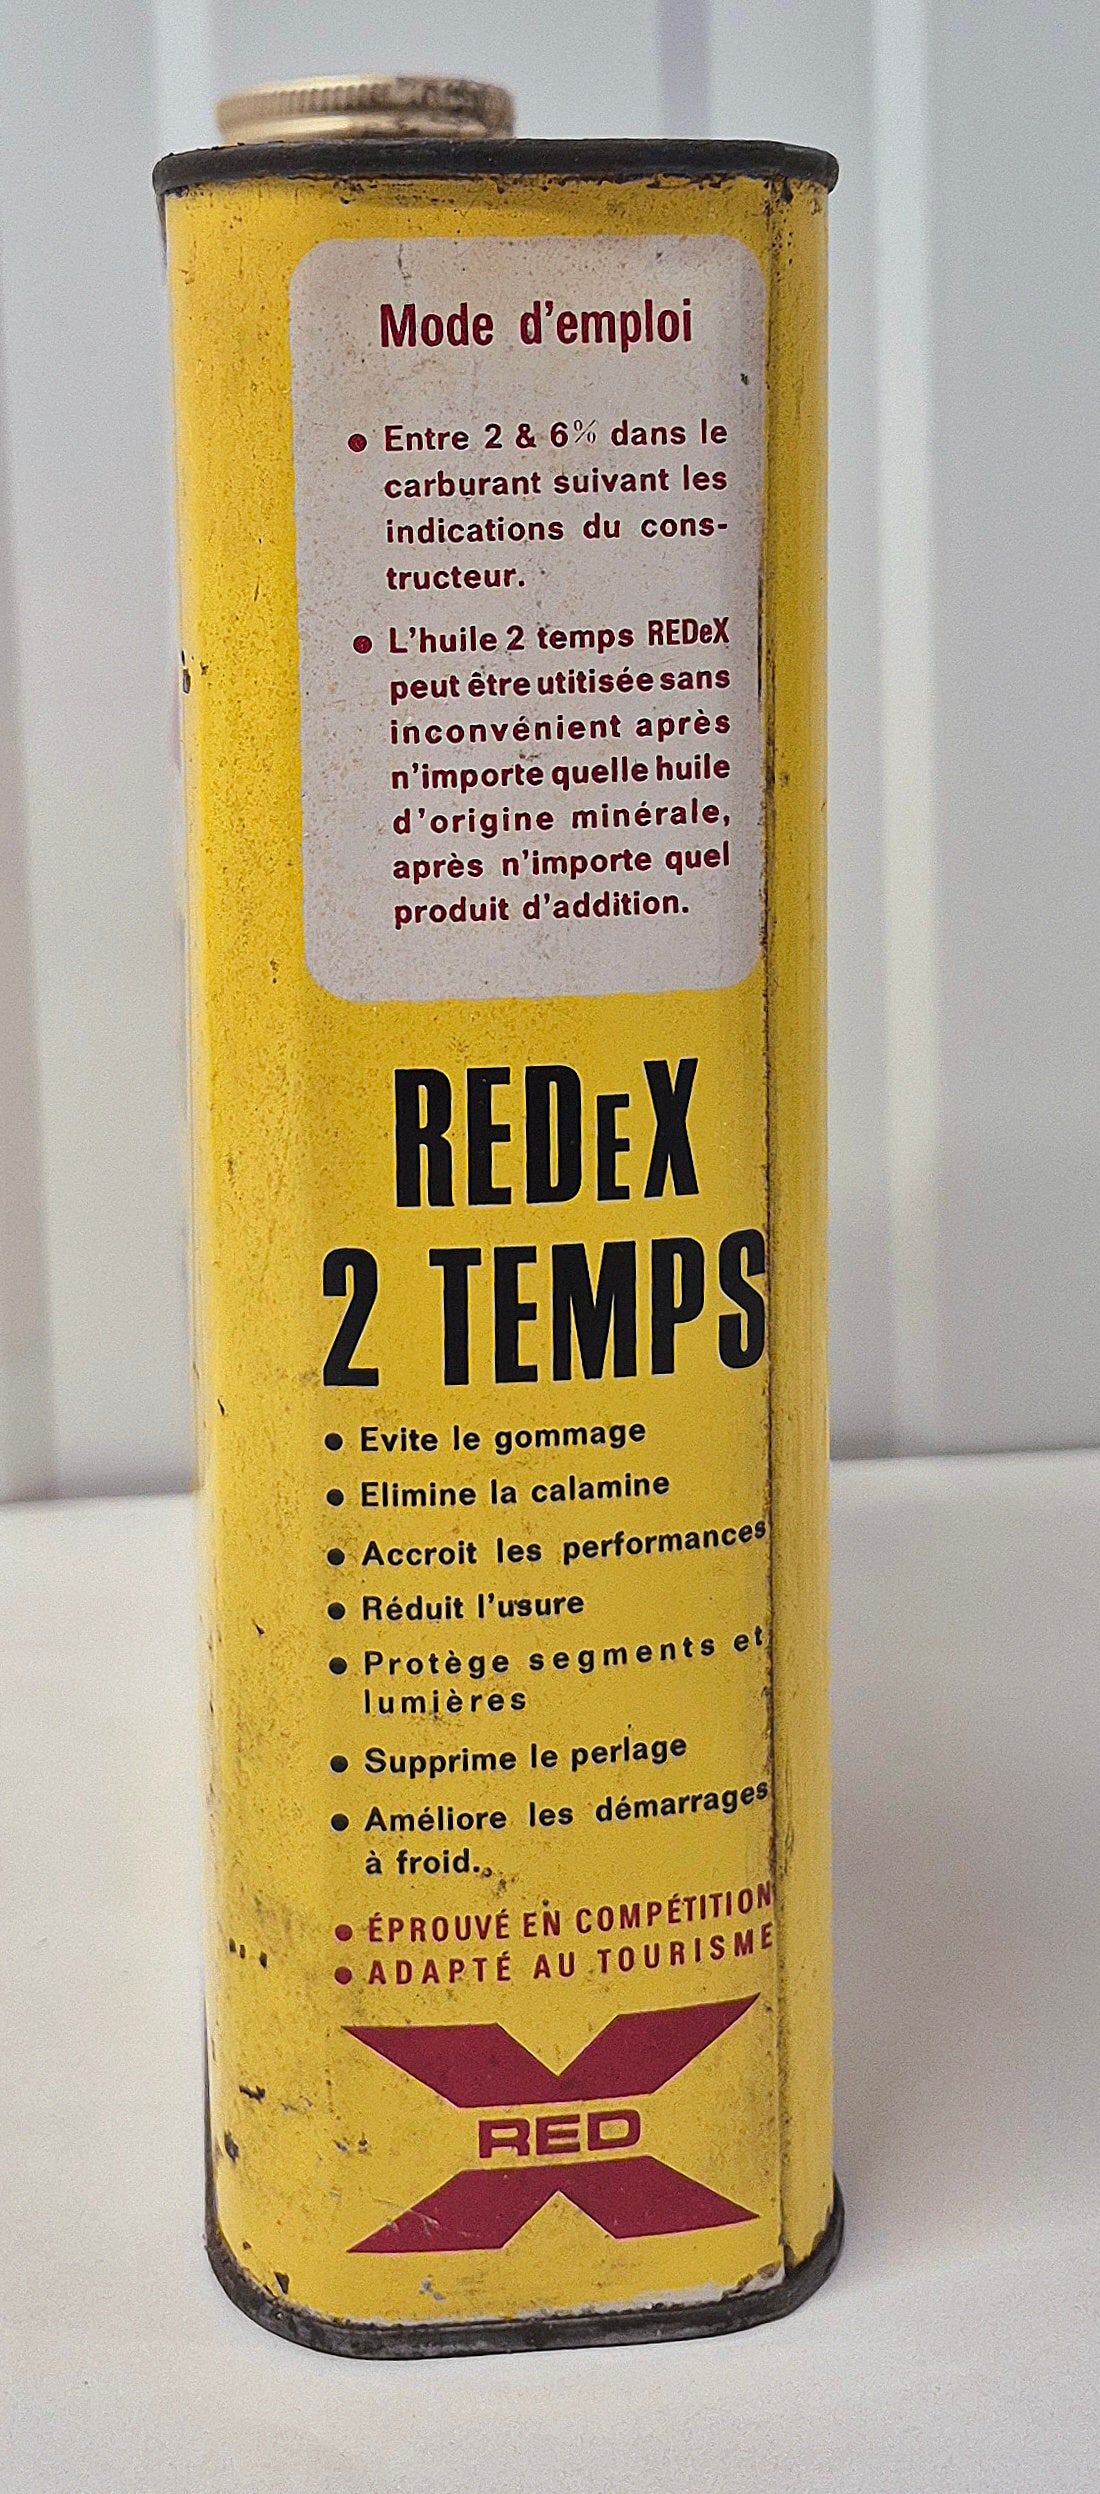 Mode d'emploi
• Entre 2 & 6% dans le
carburant suivant les
indications du cons-
tructeur.
• L'huile 2 temps REDeX
peut être utitisée sans
inconvénient après
n'importe quelle huile
d'origine minérale,
après n'importe quel
produit d'addition.
REDeX
2 TEMPS
• Evite le gommage
• Elimine la calamine
• Accroit les performances
• Réduit l'usure
• Protège segments et
lumières
• Supprime le perlage
• Améliore les démarrages
à froid.
• ÉPROUVÉ EN COMPÉTITION
• ADAPTÉ AU TOURISME
RED